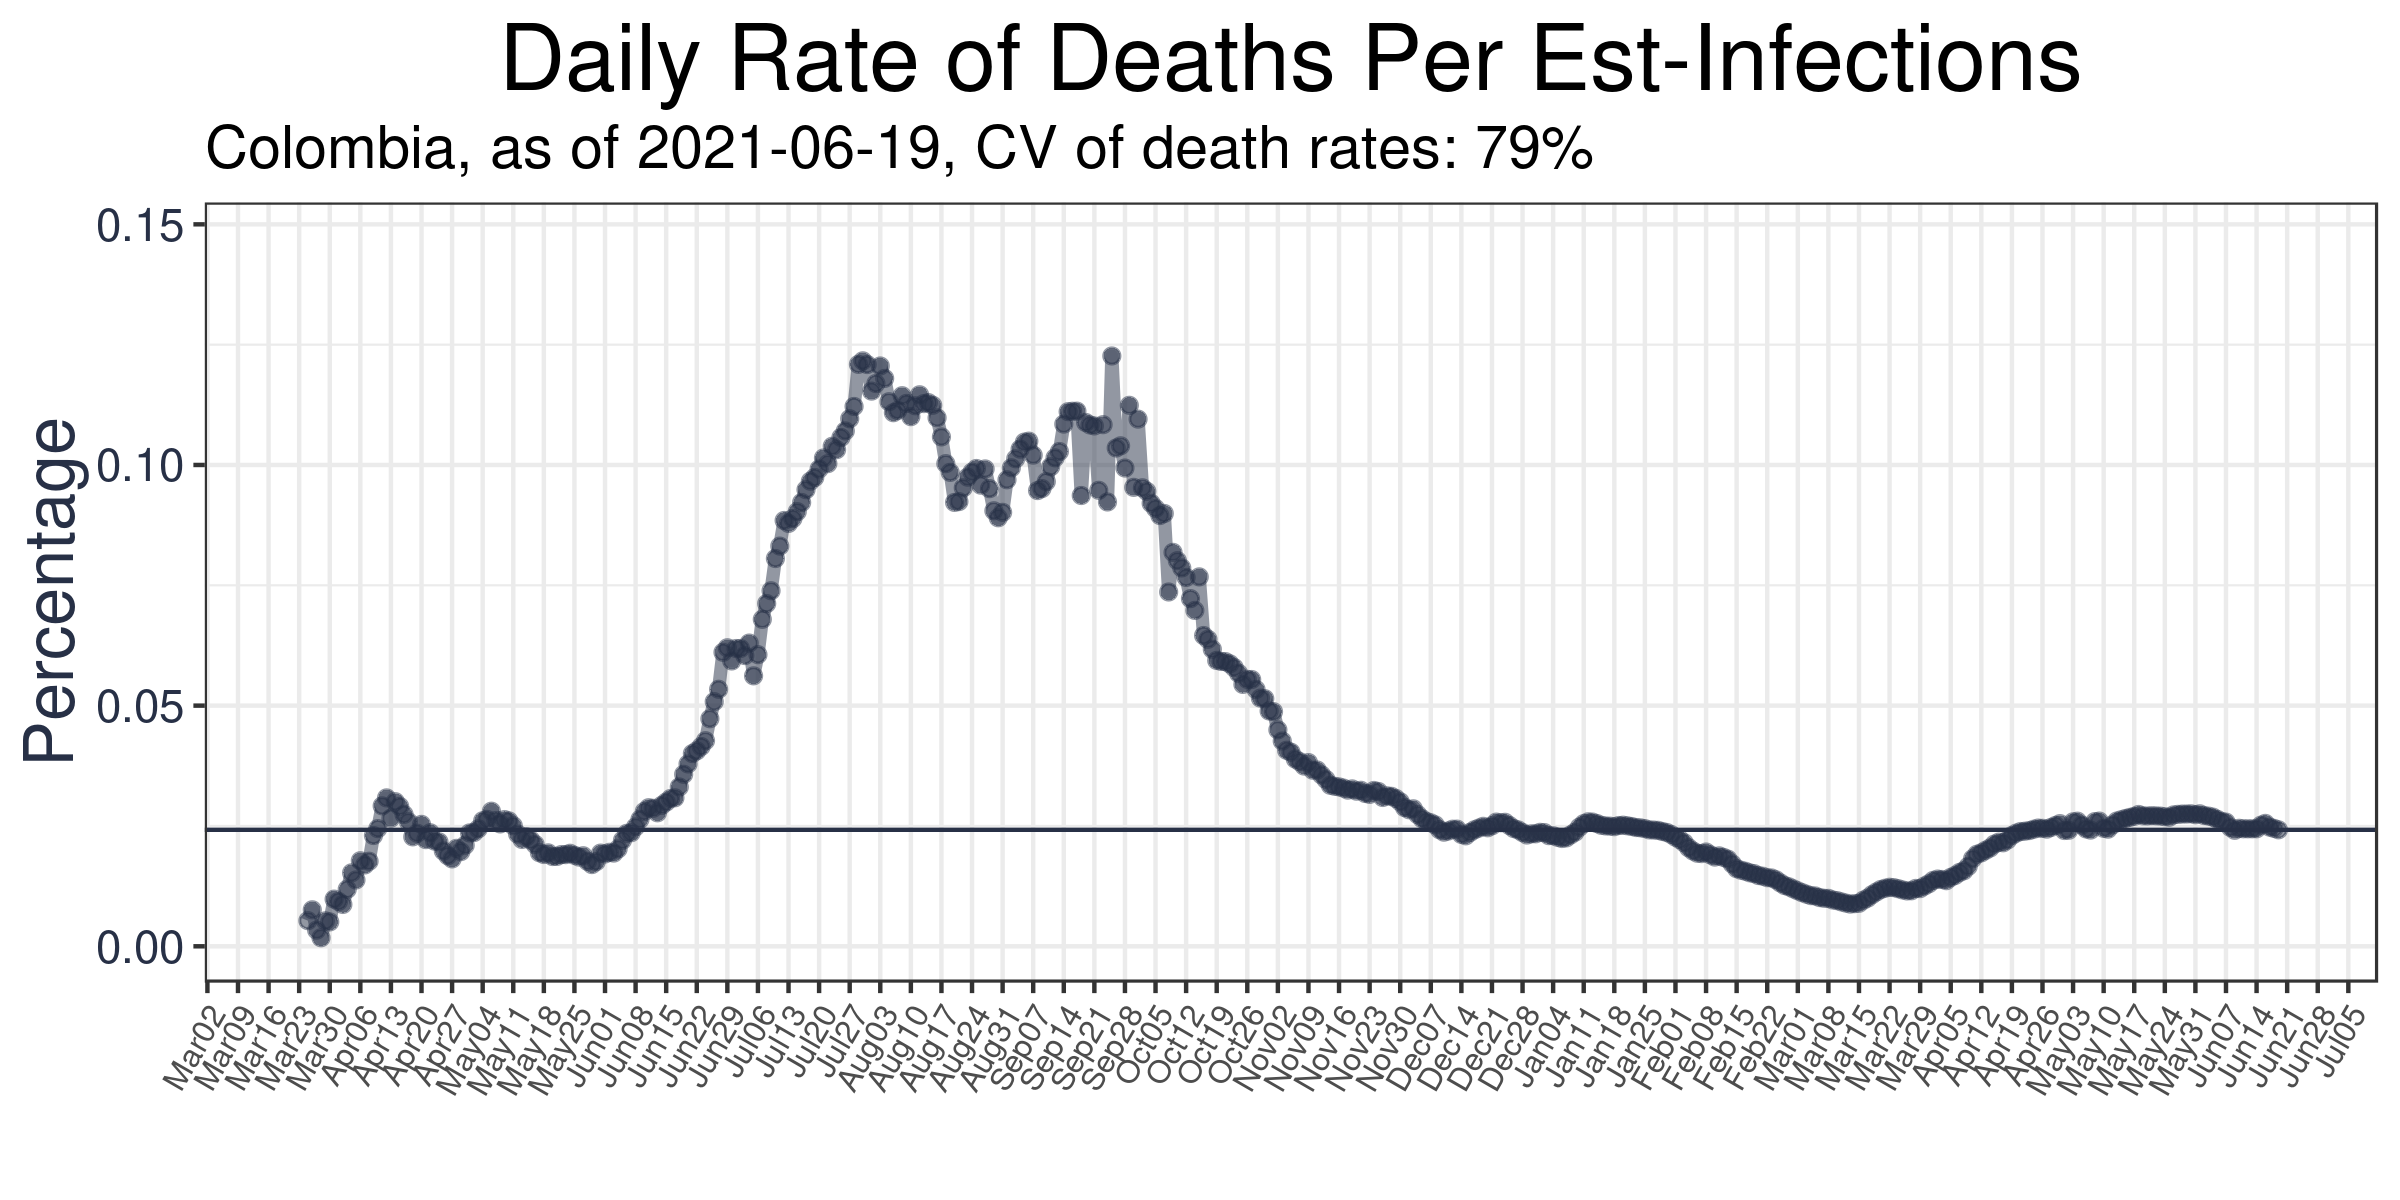 Daily Rate of Deaths Per Est-Infections
Colombia, as of 2021-06-19, CV of death rates: 79%
Percentage
0.15
0.10
0.05
0.00
Mar02
Mar09
Mar16
Mar23
Mar30
Apr06
Apr13
Apr20
Apr27
May04
May11
May18
May25
Jun01
Jun08
Jun15
Jun22
Jun29
Jul06
Jul13
Jul20
Jul27
Aug03
Aug10
Aug17
Aug24
Aug31
Sep07
Sep14
Sep21
Sep28
Oct05
Oct12
Oct19
Oct26
Nov02
Nov09
Nov16
Nov23
Nov30
Dec07
Dec14
Dec21
Dec28
Jan04
Jan11
Jan18
Jan25
Feb01
Feb08
Feb15
Feb22
Mar01
Mar08
Mar15
Mar22
Mar29
Apr05
Apr12
Apr19
Apr26
May03
May10
May17
May24
May31
Jun07
Jun14
Jun21
Jun28
Jul05